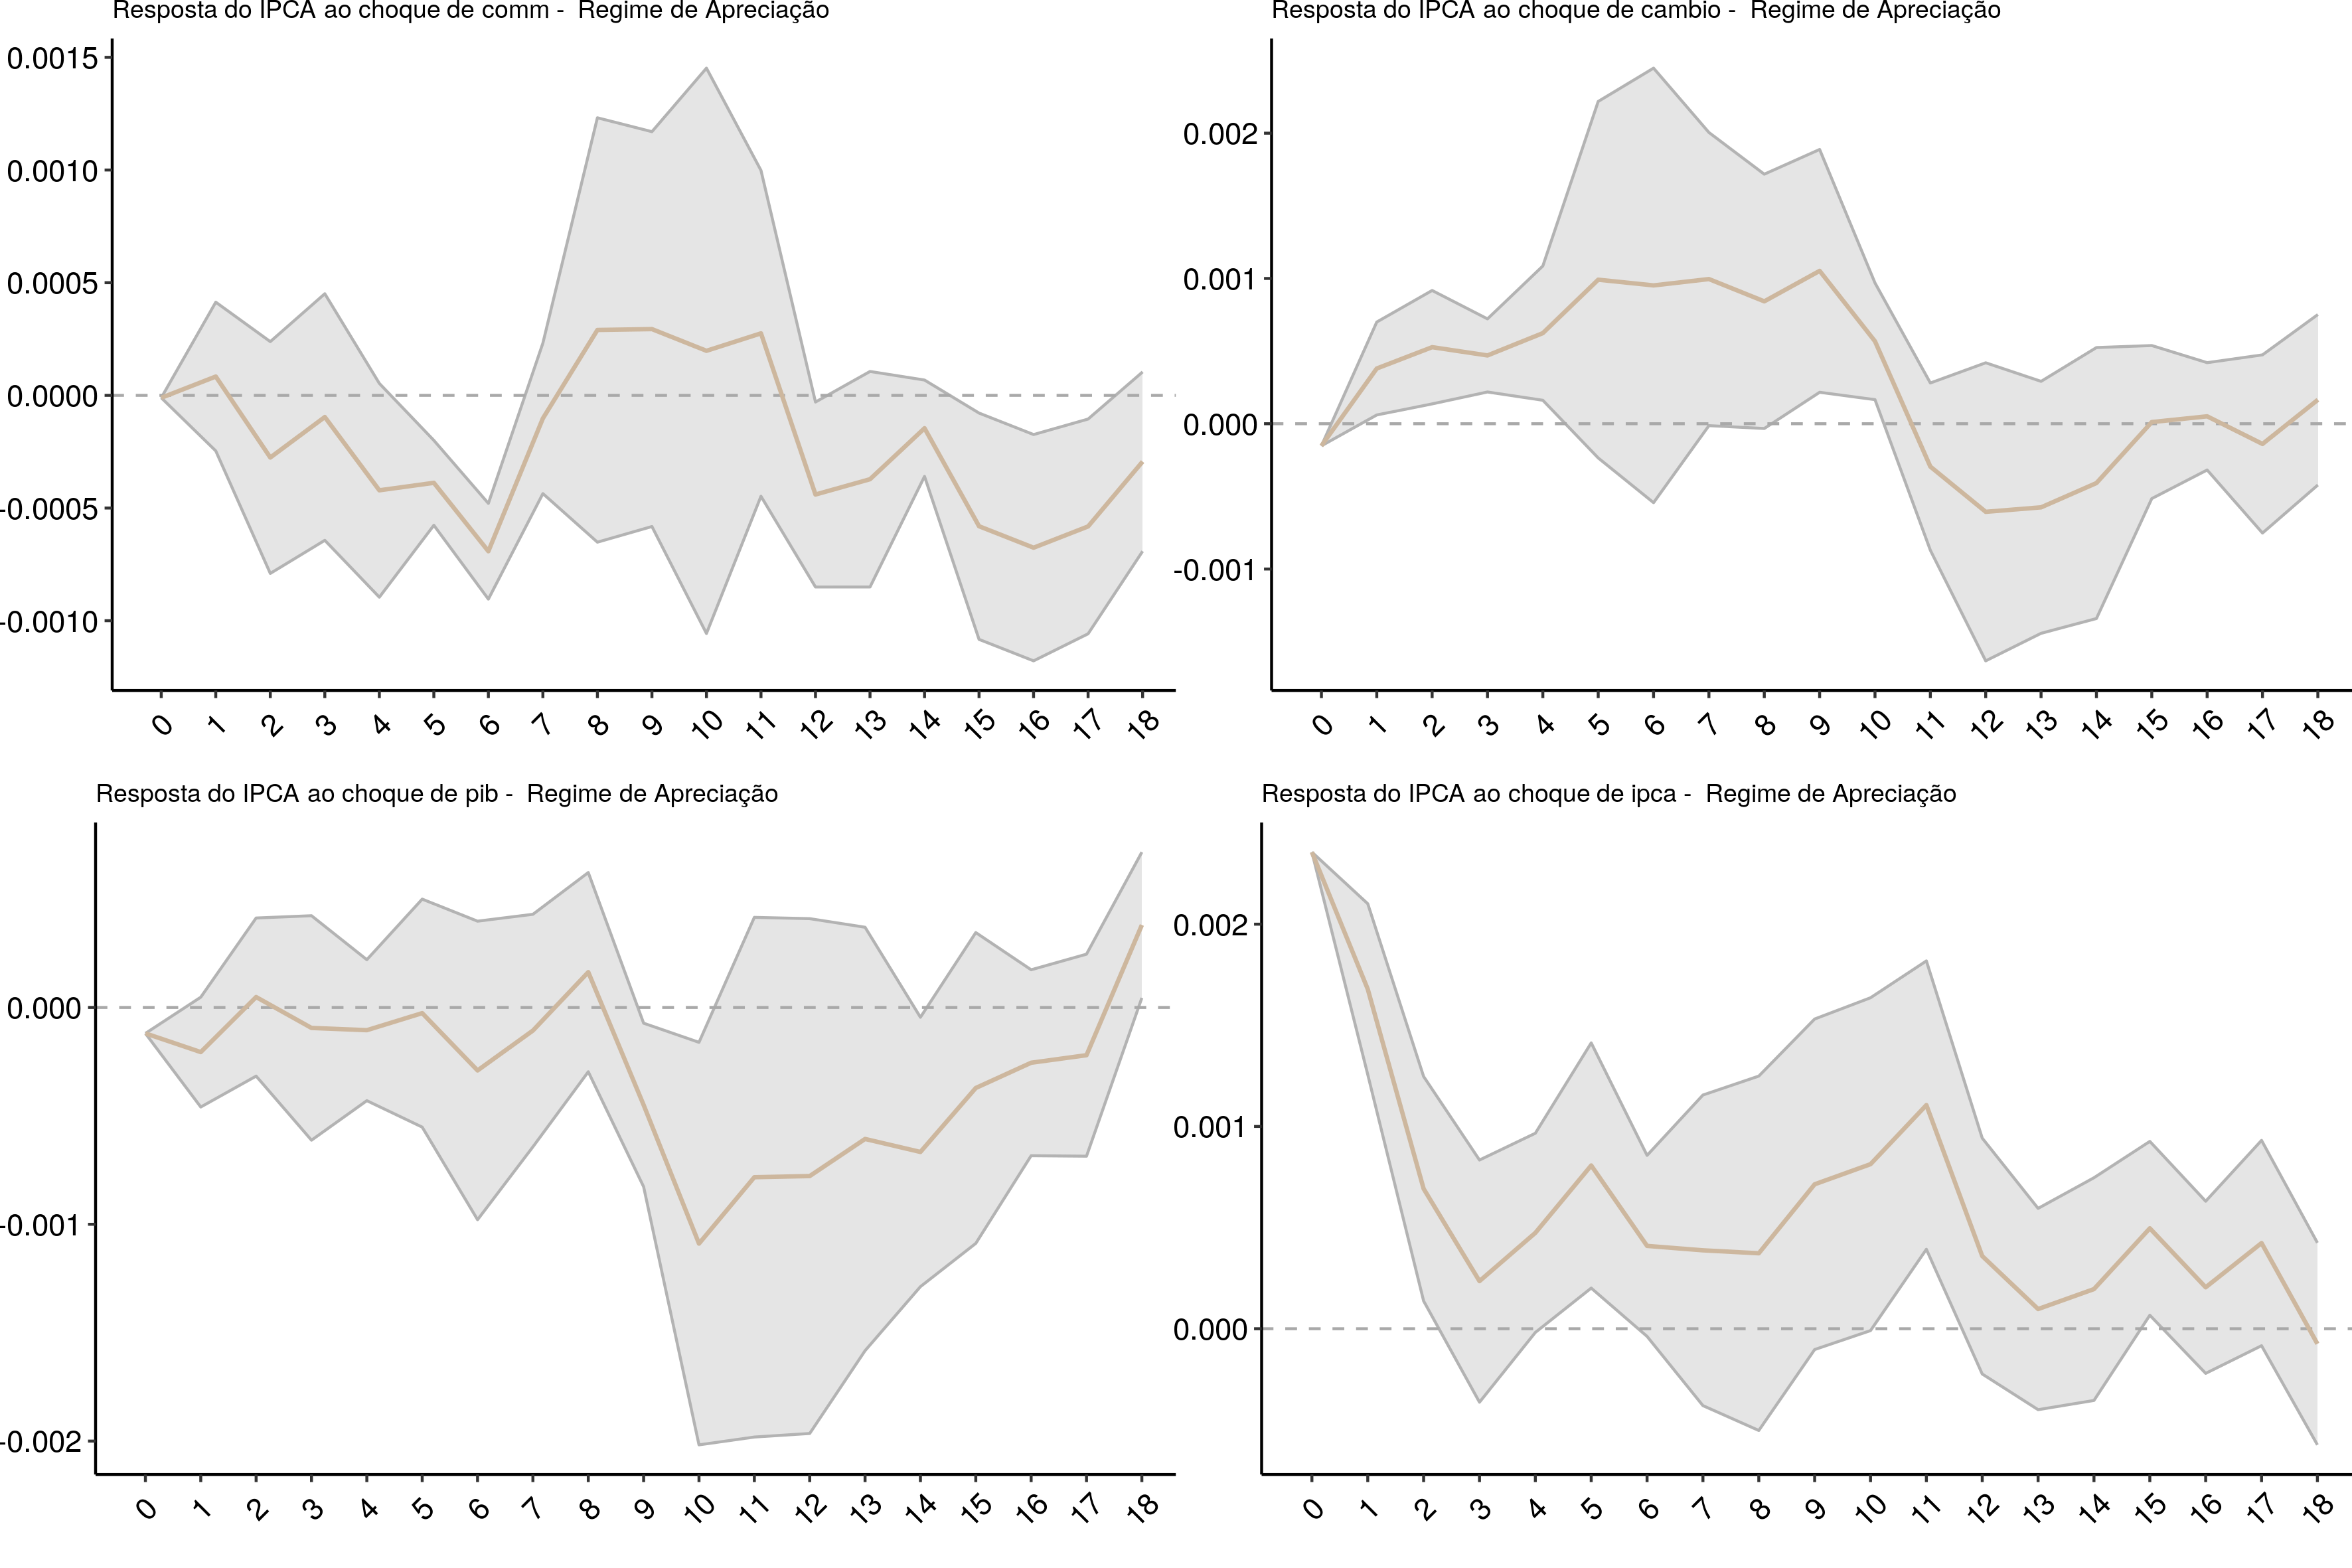 Resposta do IPCA ao choque de comm -  Regime de Apreciação
0.0015
0.0010
0.0005
0.0000
-0.0005
-0.0010
0 1 2 3 4 5 6 7 8 9 10 11 12 13 14 15 16 17 18
Resposta do IPCA ao choque de cambio -  Regime de Apreciação
0.002
0.001
0.000
-0.001
0 1 2 3 4 5 6 7 8 9 10 11 12 13 14 15 16 17 18
Resposta do IPCA ao choque de pib -  Regime de Apreciação
0.000
-0.001
-0.002
0 1 2 3 4 5 6 7 8 9 10 11 12 13 14 15 16 17 18
Resposta do IPCA ao choque de ipca -  Regime de Apreciação
0.002
0.001
0.000
0 1 2 3 4 5 6 7 8 9 10 11 12 13 14 15 16 17 18